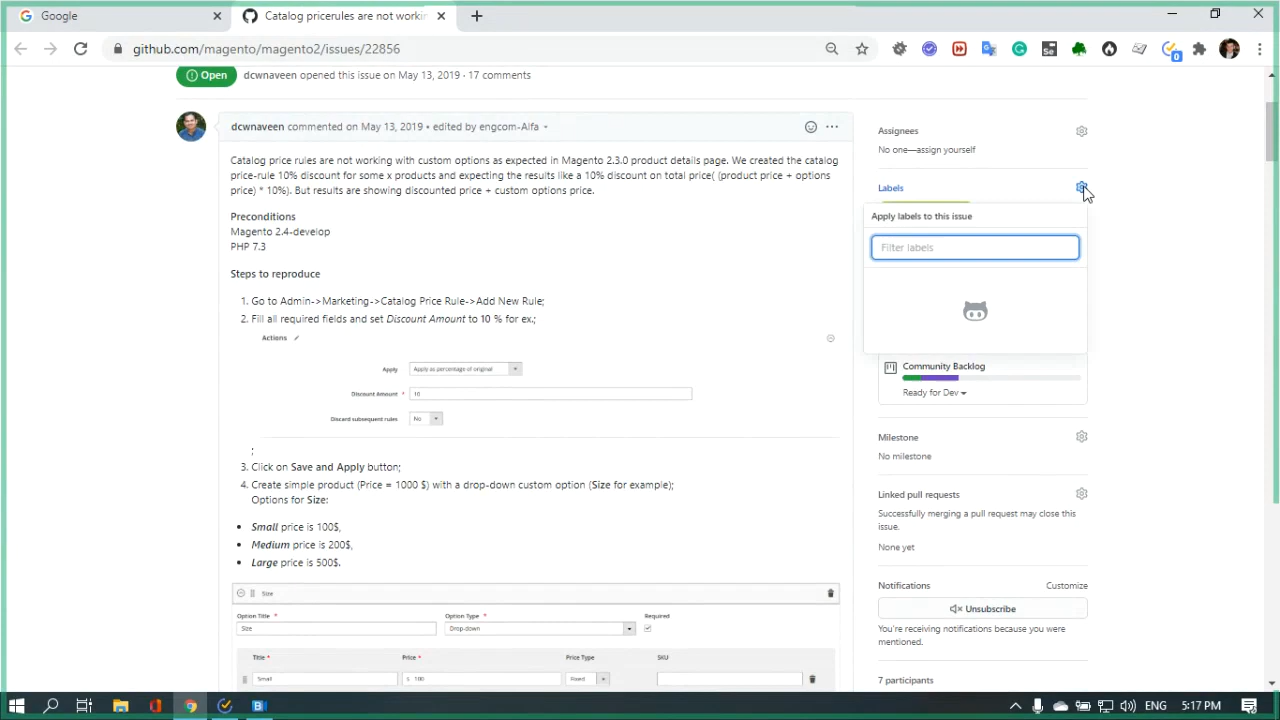 Google
Catalog pricerules are not workin
github.com/magento/magento2/issues/22856
Open
dcwnaveen opened this issue on May 13, 2019 · 17 comments
dcwnaveen commented on May 13, 2019 • edited by engcom-Alfa
Catalog price rules are not working with custom options as expected in Magento 2.3.0 product details page. We created the catalog
price-rule 10% discount for some x products and expecting the results like a 10% discount on total price( (product price + options
price) * 10%). But results are showing discounted price + custom options price.
Preconditions
Magento 2.4-develop
PHP 7.3
Steps to reproduce
1. Go to Admin->Marketing->Catalog Price Rule->Add New Rule;
2. Fill all required fields and set Discount Amount to 10 % for ex.;
Actions
Apply
Apply as percentage of original
Discount Amount *
10
Discard subsequent rules
No
;
3. Click on Save and Apply button;
4. Create simple product (Price = 1000 $) with a drop-down custom option (Size for example);
Options for Size:
• Small price is 100$,
• Medium price is 200$,
• Large price is 500$.
Size
Option Title *
Option Type *
Required
Size
Drop-down
Title *
Price *
Price Type
SKU
Small
$ 100
Fixed
Assignees
No one—assign yourself
Labels
Apply labels to this issue
Filter labels
Community Backlog
Ready for Dev
Milestone
No milestone
Linked pull requests
Successfully merging a pull request may close this
issue.
None yet
Notifications
Customize
Unsubscribe
You're receiving notifications because you were
mentioned.
7 participants
ENG
5:17 PM